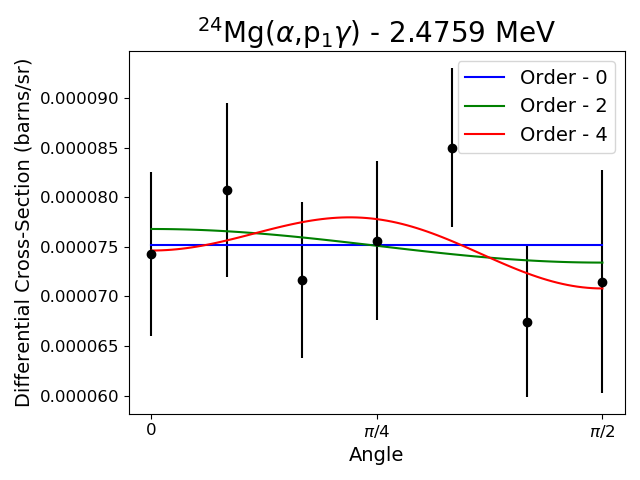 ²⁴Mg(α,p₁γ) - 2.4759 MeV
Differential Cross-Section (barns/sr)
0.000090
0.000085
0.000080
0.000075
0.000070
0.000065
0.000060
Order - 0
Order - 2
Order - 4
0
π/4
π/2
Angle